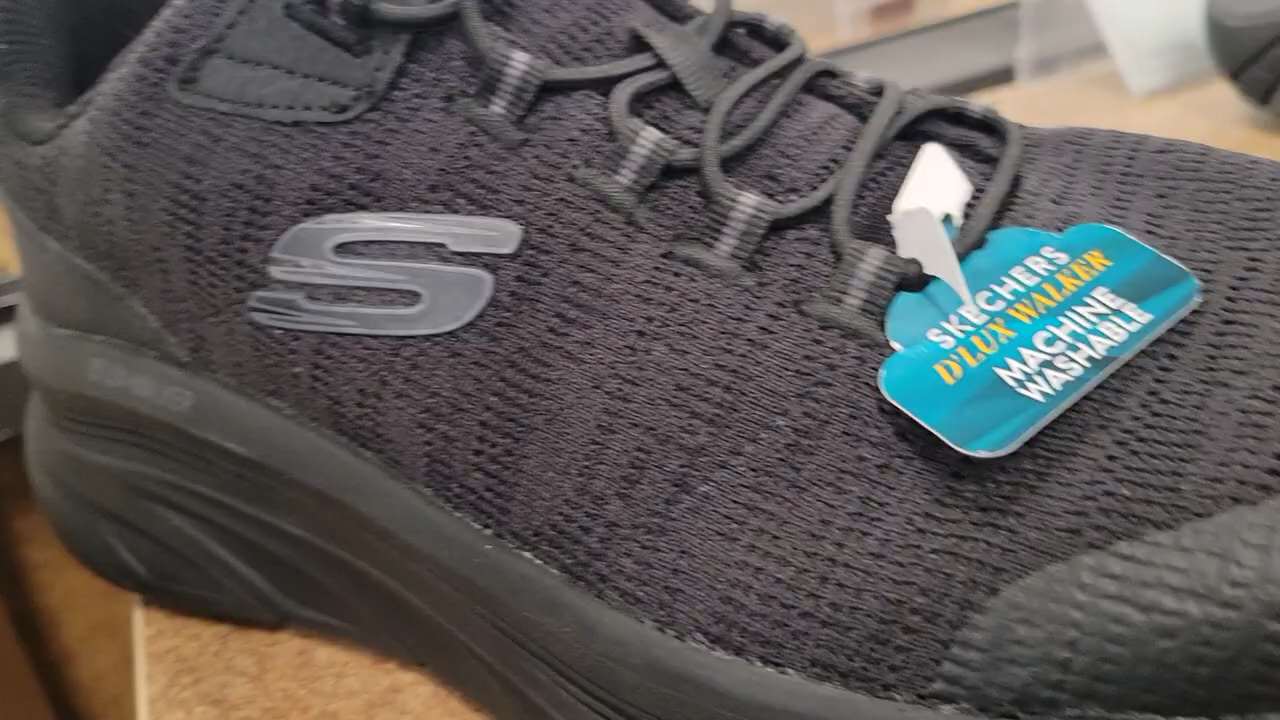 S
SKECHERS
D'LUX WALKER
MACHINE
WASHABLE